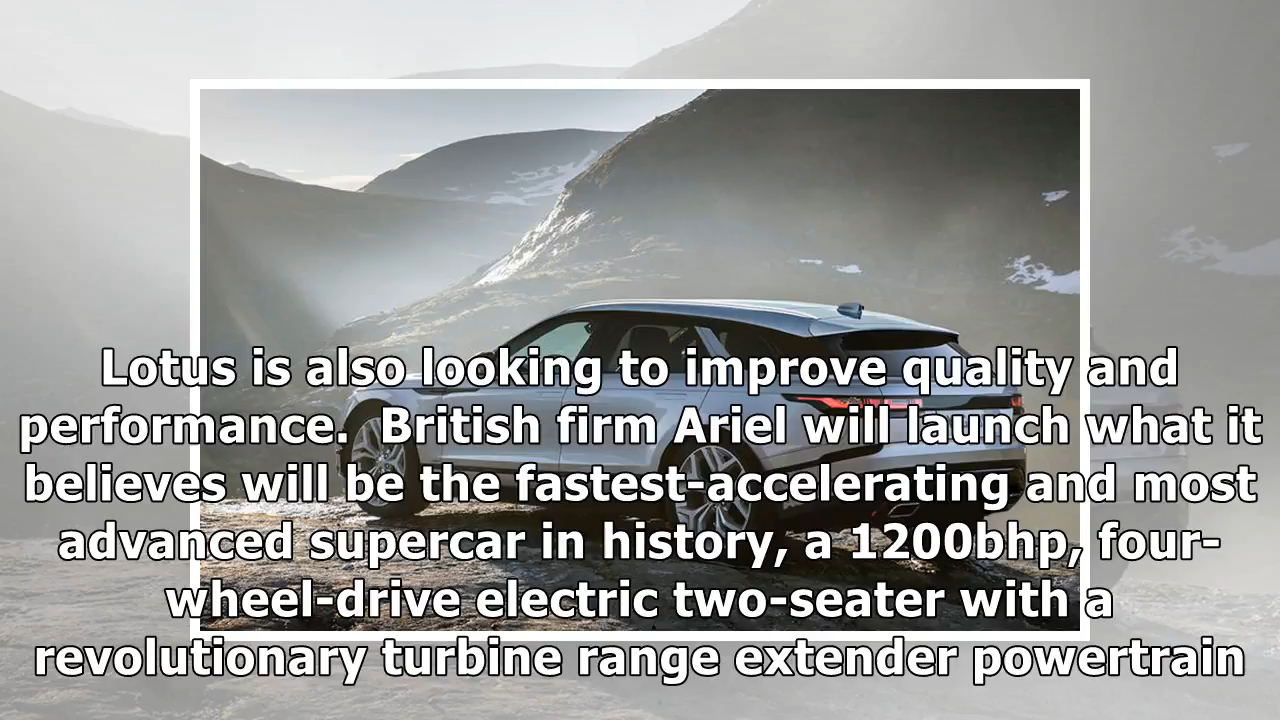 Lotus is also looking to improve quality and
performance.  British firm Ariel will launch what it
believes will be the fastest-accelerating and most
advanced supercar in history, a 1200bhp, four-
wheel-drive electric two-seater with a
revolutionary turbine range extender powertrain